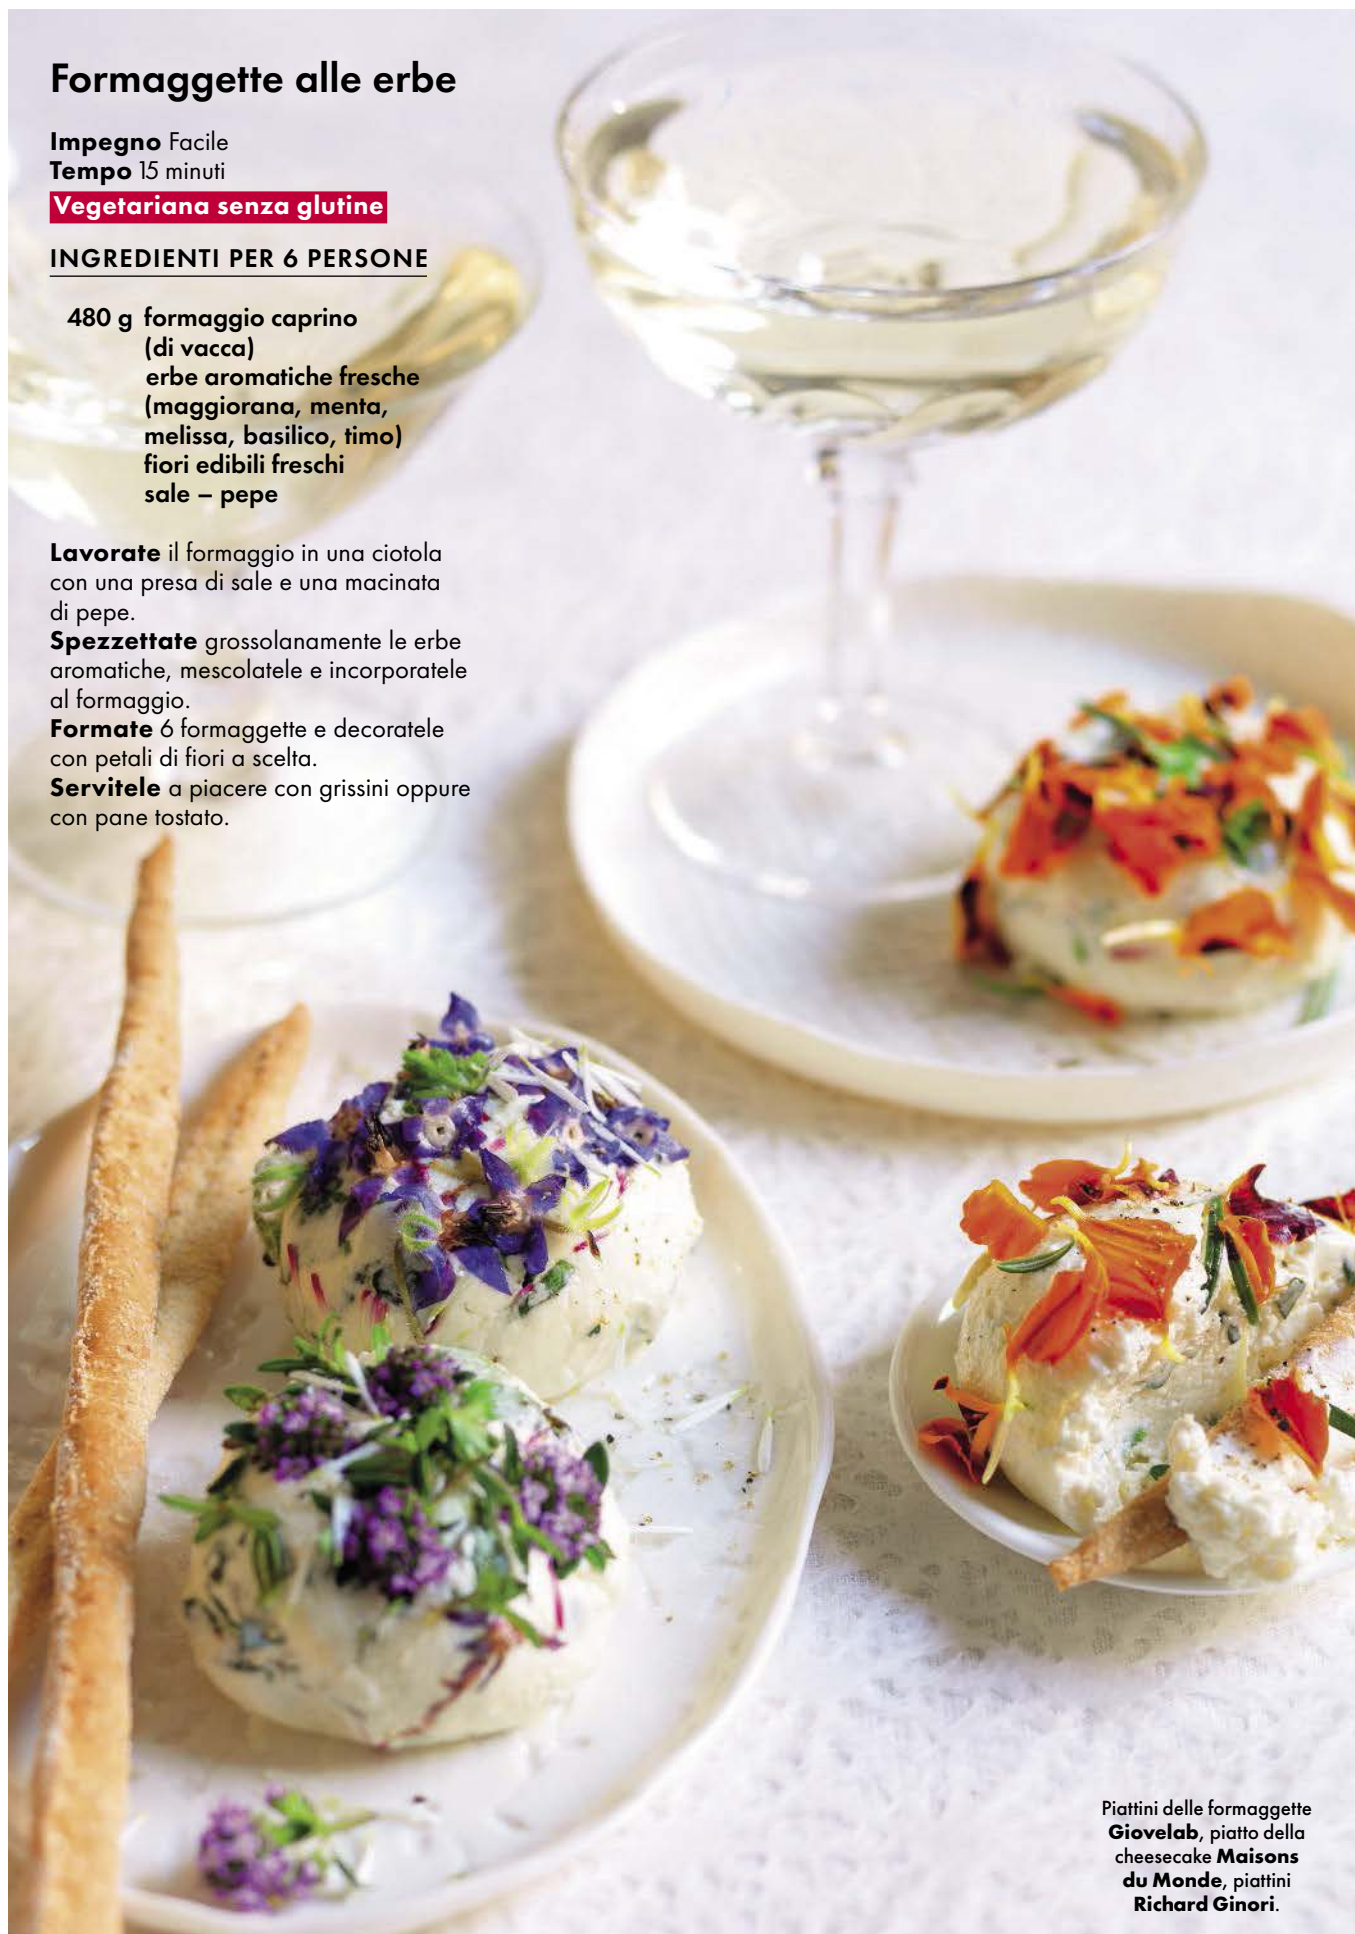 Formaggette alle erbe
Impegno Facile
Tempo 15 minuti
Vegetariana senza glutine
INGREDIENTI PER 6 PERSONE
480 g formaggio caprino
(di vacca)
erbe aromatiche fresche
(maggiorana, menta,
melissa, basilico, timo)
fiori edibili freschi
sale – pepe
Lavorate il formaggio in una ciotola
con una presa di sale e una macinata
di pepe.
Spezzettate grossolanamente le erbe
aromatiche, mescolatele e incorporatele
al formaggio.
Formate 6 formaggette e decoratele
con petali di fiori a scelta.
Servitele a piacere con grissini oppure
con pane tostato.
Piattini delle formaggette
Giovelab, piatto della
cheesecake Maisons
du Monde, piattini
Richard Ginori.